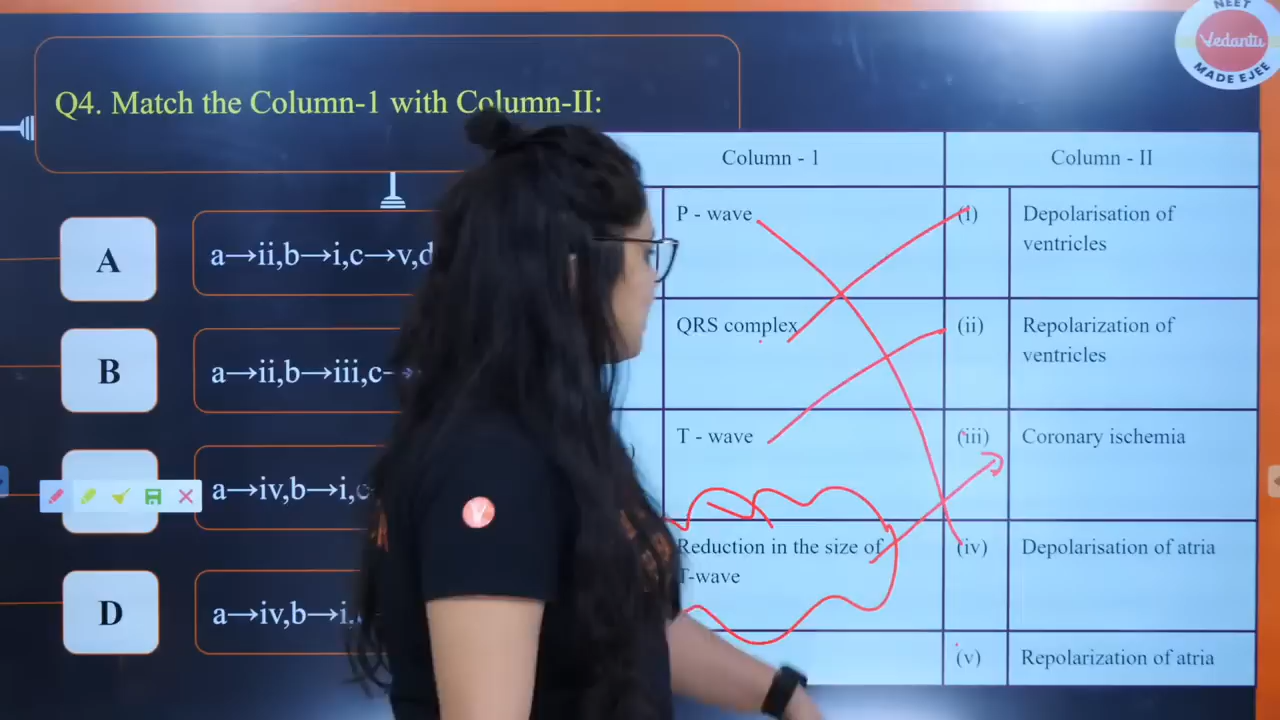 NEET
Vedantu
MADE EJEE
Q4. Match the Column-1 with Column-II:
Column - 1
Column - II
P - wave
(i)
Depolarisation of
ventricles
QRS complex
(ii)
Repolarization of
ventricles
T - wave
(iii)
Coronary ischemia
Reduction in the size of
T-wave
(iv)
Depolarisation of atria
(v)
Repolarization of atria
A
a→ii,b→i,c→v,d
B
a→ii,b→iii,c
a→iv,b→i,c
D
a→iv,b→i.